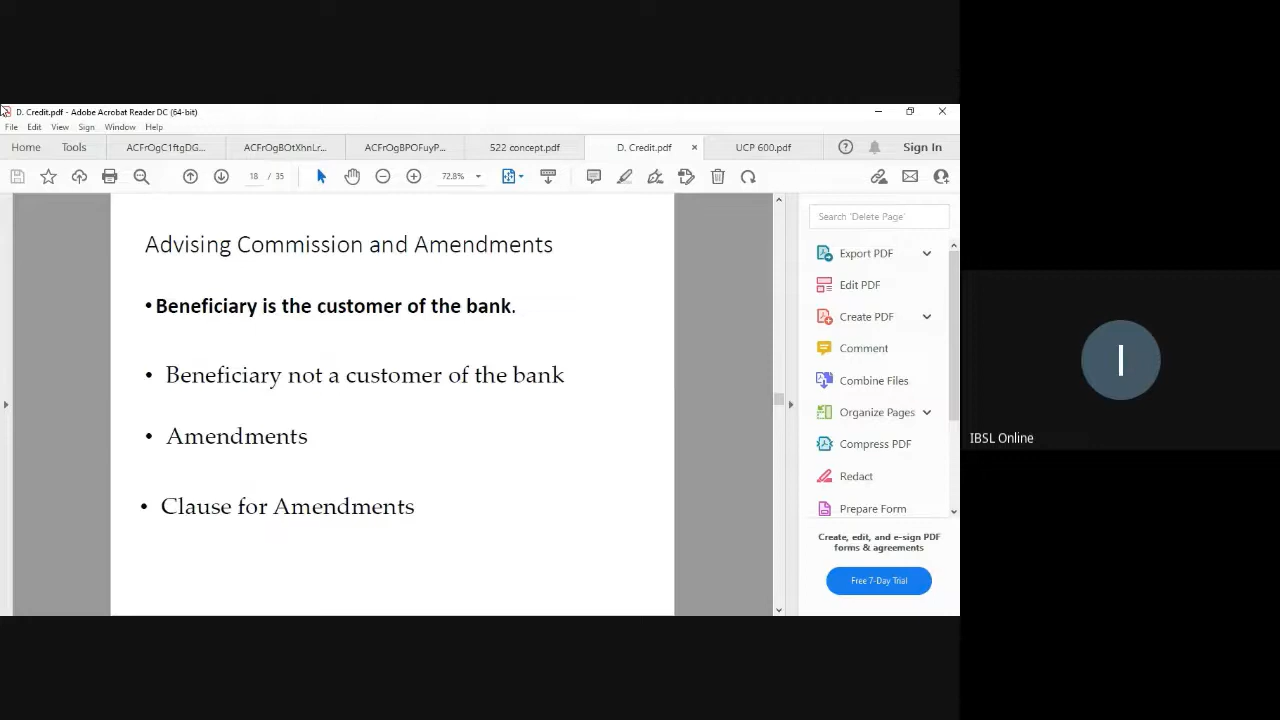 D. Credit.pdf - Adobe Acrobat Reader DC (64-bit)
File Edit View Sign Window Help
Home Tools ACFrOgC1ftgDG... ACFrOgBOtXhnLr... ACFrOgBPOFuyP... 522 concept.pdf D. Credit.pdf × UCP 600.pdf Sign In
18 / 35 72.8%
Advising Commission and Amendments
• Beneficiary is the customer of the bank.
• Beneficiary not a customer of the bank
• Amendments
• Clause for Amendments
Search 'Delete Page'
Export PDF
Edit PDF
Create PDF
Comment
Combine Files
Organize Pages
Compress PDF
Redact
Prepare Form
Create, edit, and e-sign PDF
forms & agreements
Free 7-Day Trial
I
IBSL Online